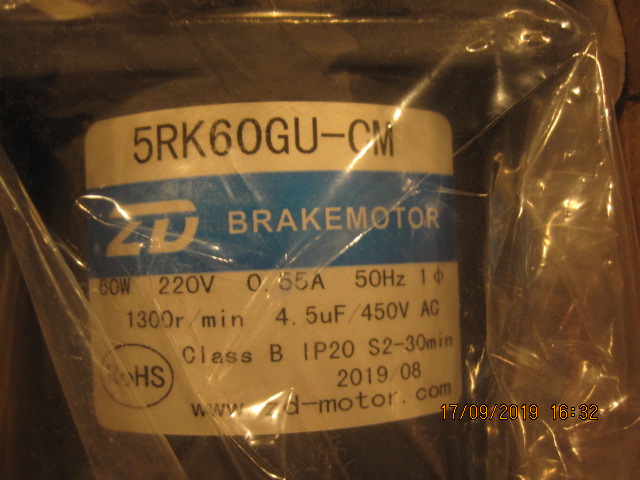 5RK60GU-CM
ZD BRAKEMOTOR
60W 220V 0.55A 50Hz 1φ
1300r/min 4.5uF/450V AC
Class B IP20 S2-30min
RoHS
2019/08
www.zd-motor.com
17/09/2019 16:32